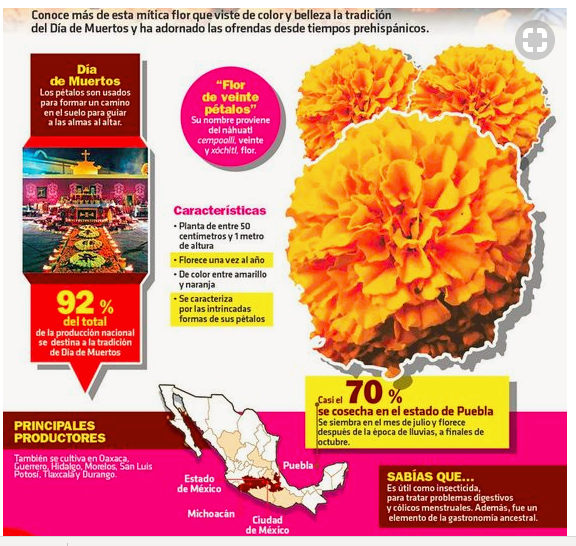 Conoce más de esta mítica flor que viste de color y belleza la tradición
del Día de Muertos y ha adornado las ofrendas desde tiempos prehispánicos.
Día
de Muertos
Los pétalos son usados
para formar un camino
en el suelo para guiar
a las almas al altar.
92 %
del total
de la producción nacional
se destina a la tradición
de Día de Muertos
“Flor
de veinte
pétalos”
Su nombre proviene
del náhuatl
cempoalli, veinte
y xóchitl, flor.
Características
• Planta de entre 50
centímetros y 1 metro
de altura
• Florece una vez al año
• De color entre amarillo
y naranja
• Se caracteriza
por las intrincadas
formas de sus pétalos
Casi el 70 %
se cosecha en el estado de Puebla
Se siembra en el mes de julio y florece
después de la época de lluvias, a finales de
octubre.
PRINCIPALES
PRODUCTORES
También se cultiva en Oaxaca,
Guerrero, Hidalgo, Morelos, San Luis
Potosí, Tlaxcala y Durango.
Estado
de México
Michoacán
Ciudad
de México
Puebla
SABÍAS QUE...
Es útil como insecticida,
para tratar problemas digestivos
y cólicos menstruales. Además, fue un
elemento de la gastronomía ancestral.